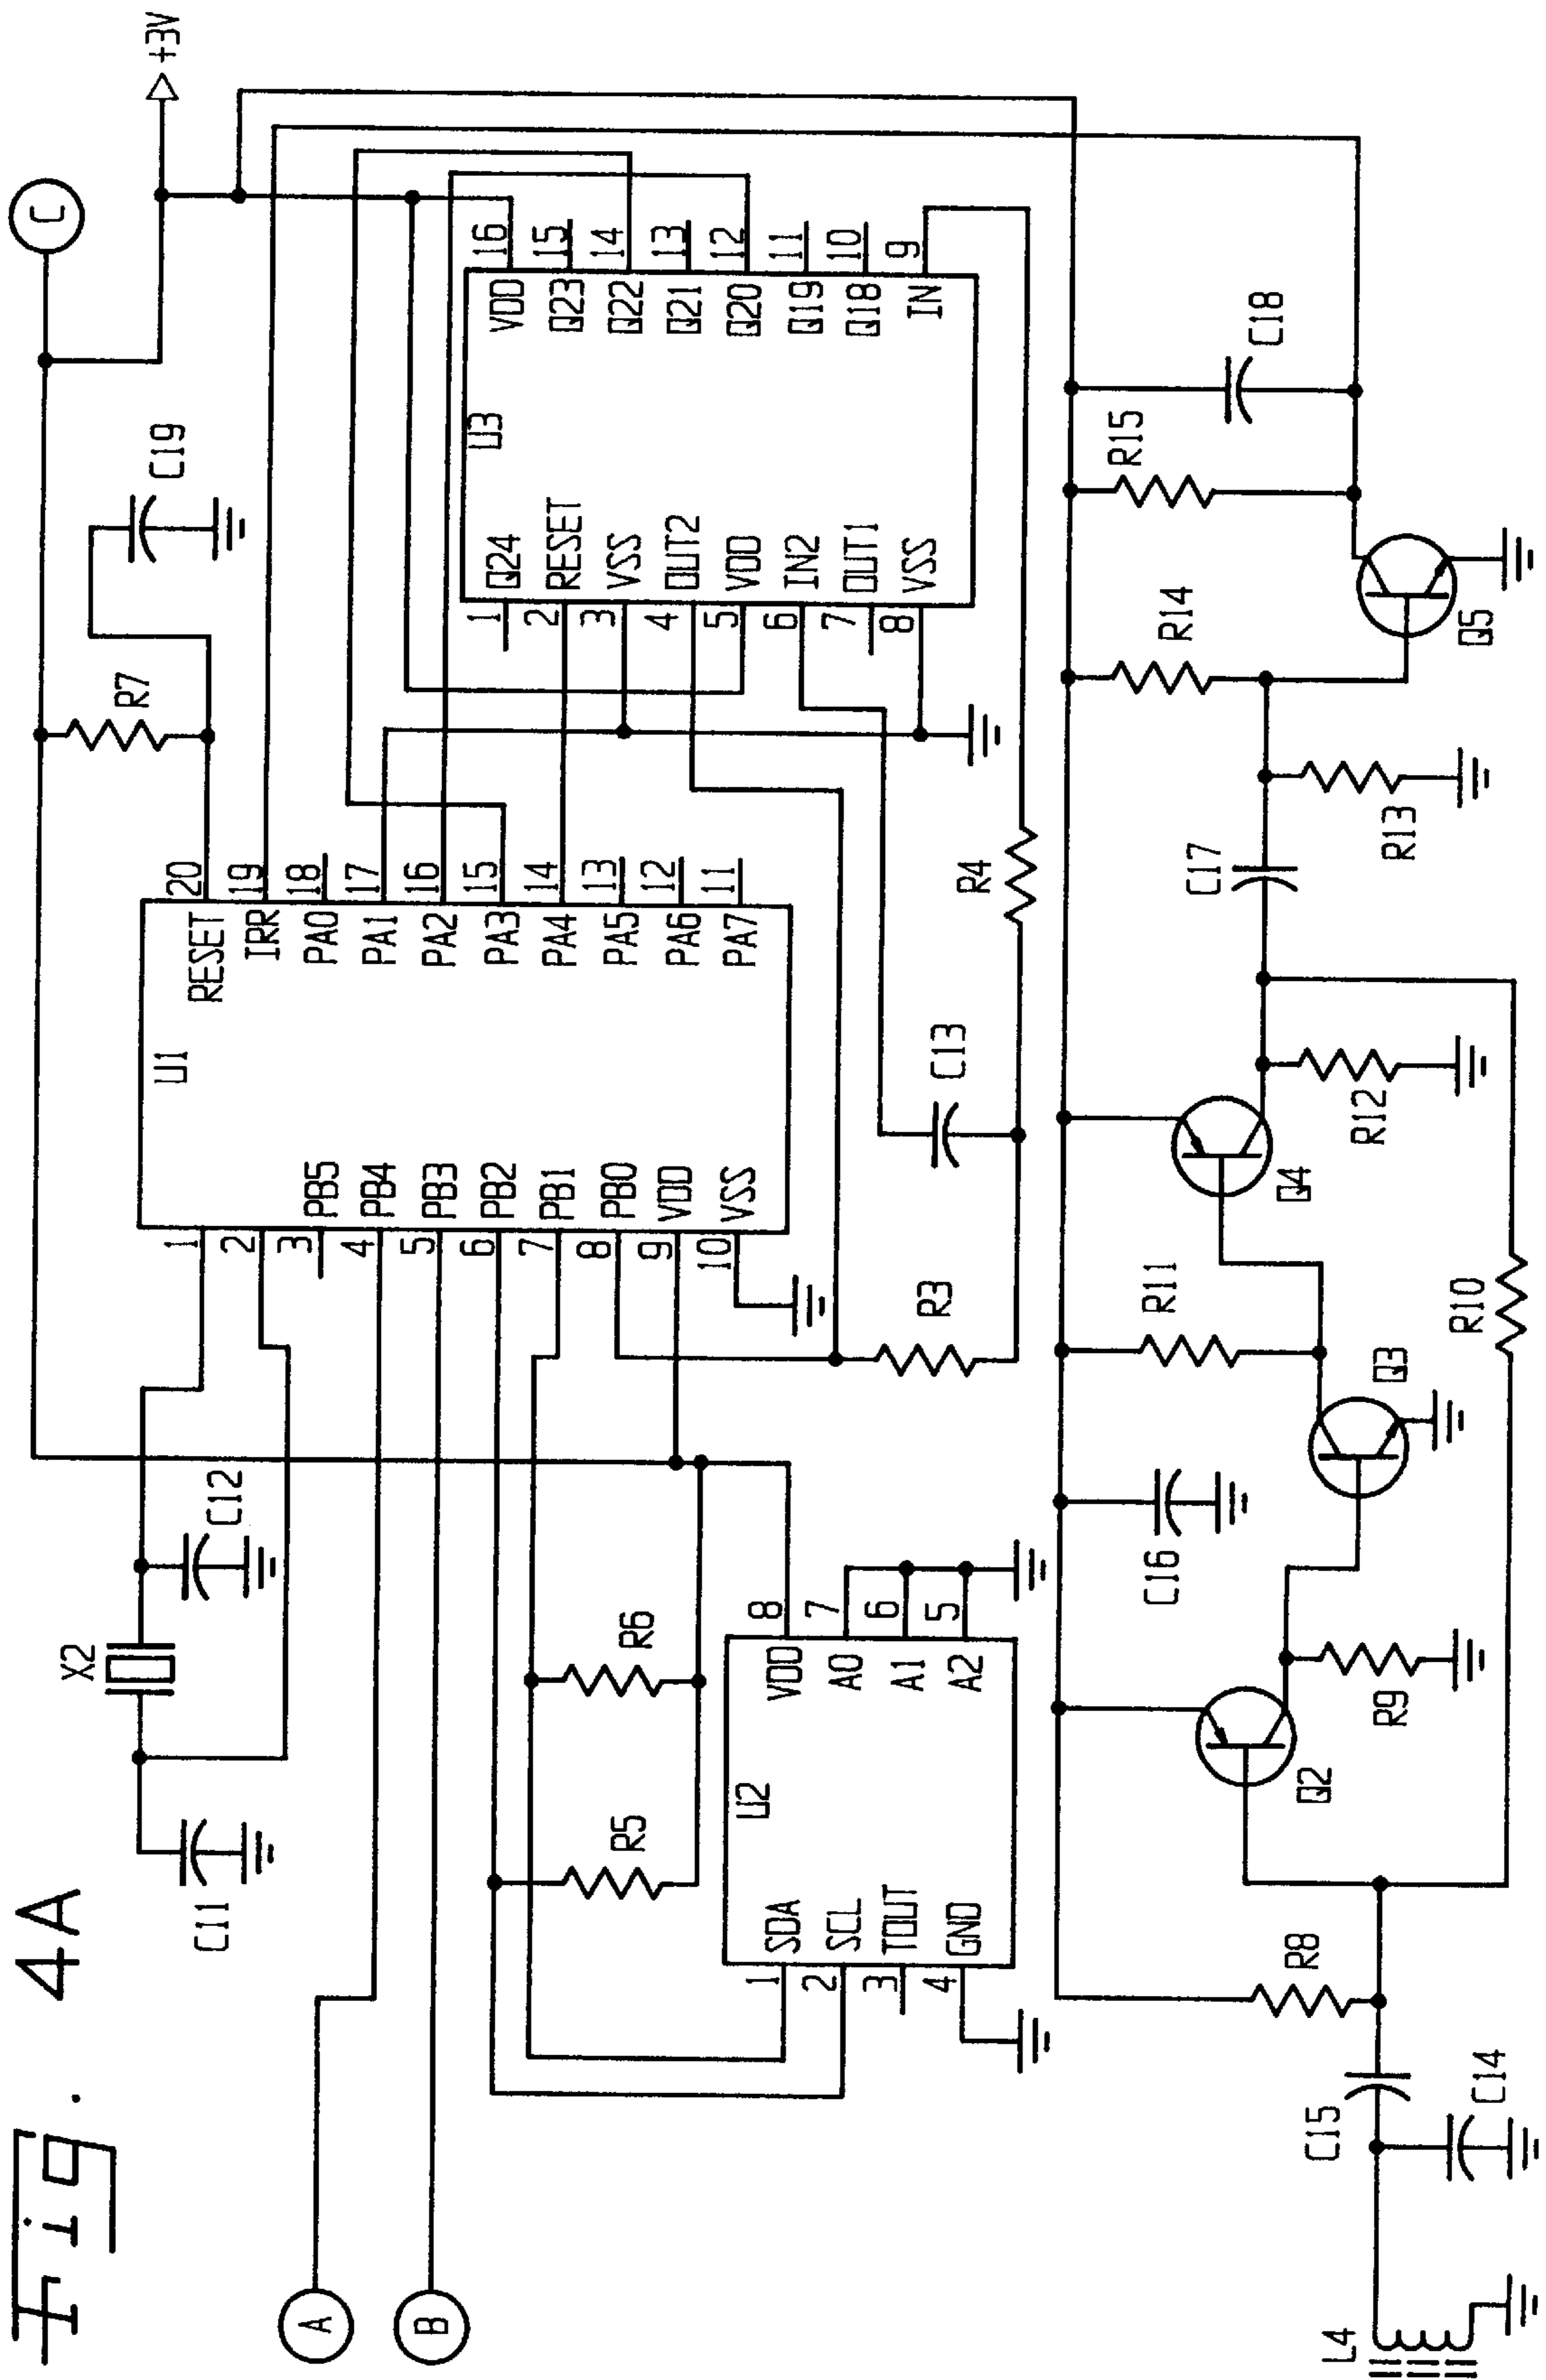 Fig. 4A
A
B
C
+3V
C11
X2
C12
R7
C19
U1
1
2
3 PB5
4 PB4
5 PB3
6 PB2
7 PB1
8 PB0
9 VDD
10 VSS
RESET 20
IRR 19
PA0 18
PA1 17
PA2 16
PA3 15
PA4 14
PA5 13
PA6 12
PA7 11
U3
1 Q24
2 RESET
3 VSS
4 OUT2
5 VDD
6 IN2
7 OUT1
8 VSS
VDD 16
Q23 15
Q22 14
Q21 13
Q20 12
Q19 11
Q18 10
IN 9
R5
R6
U2
1 SDA
2 SCL
3 TOUT
4 GND
VDD 8
A0 7
A1 6
A2 5
R3
C13
R4
L4
C14
C15
R8
Q2
R9
C16
Q3
R11
R10
Q4
R12
C17
R13
R14
Q5
R15
C18